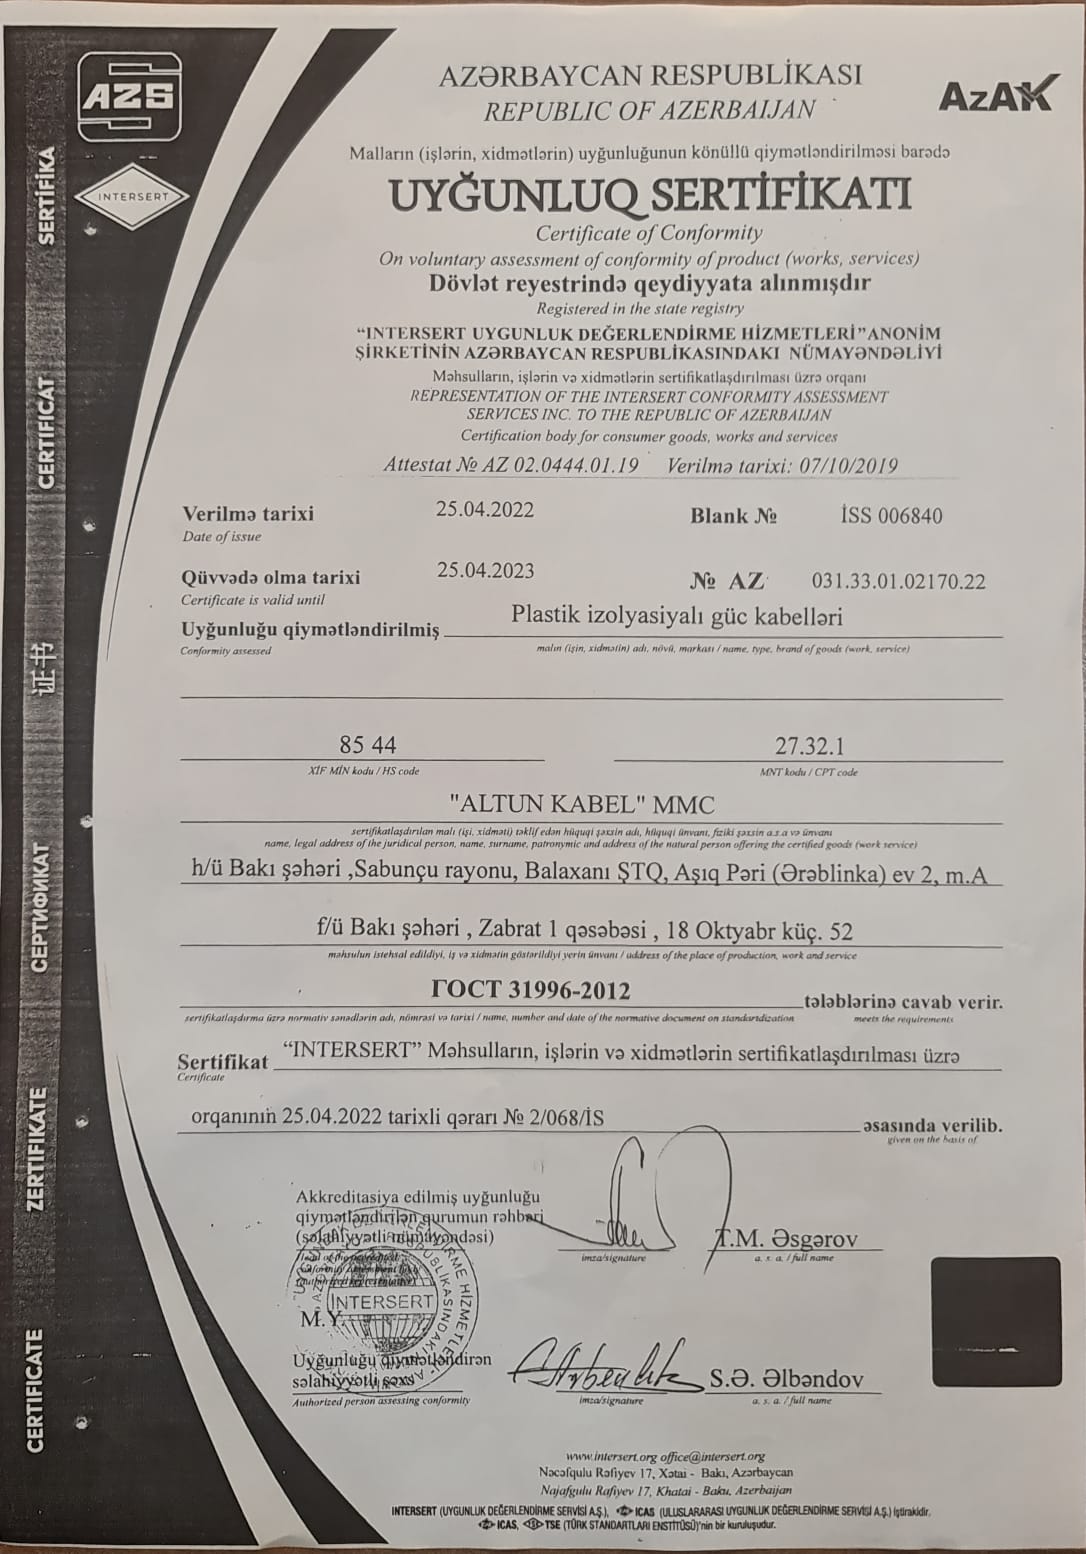 AZS
INTERSERT
AzAK
AZƏRBAYCAN RESPUBLİKASI
REPUBLIC OF AZERBAIJAN
Malların (işlərin, xidmətlərin) uyğunluğunun könüllü qiymətləndirilməsi barədə
UYĞUNLUQ SERTİFİKATI
Certificate of Conformity
On voluntary assessment of conformity of product (works, services)
Dövlət reyestrində qeydiyyata alınmışdır
Registered in the state registry
“INTERSERT UYGUNLUK DEĞERLENDİRME HİZMETLERİ” ANONİM
ŞİRKETİNİN AZƏRBAYCAN RESPUBLİKASINDAKI NÜMAYƏNDƏLİYİ
Məhsulların, işlərin və xidmətlərin sertifikatlaşdırılması üzrə orqanı
REPRESENTATION OF THE INTERSERT CONFORMITY ASSESSMENT
SERVICES INC. TO THE REPUBLIC OF AZERBAIJAN
Certification body for consumer goods, works and services
Attestat № AZ 02.0444.01.19 Verilmə tarixi: 07/10/2019
Verilmə tarixi 25.04.2022 Blank № İSS 006840
Date of issue
Qüvvədə olma tarixi 25.04.2023 № AZ 031.33.01.02170.22
Certificate is valid until
Uyğunluğu qiymətləndirilmiş Plastik izolyasiyalı güc kabelləri
Conformity assessed malın (işin, xidmətin) adı, növü, markası / name, type, brand of goods (work, service)
85 44 27.32.1
XİF MİN kodu / HS code MNT kodu / CPT code
"ALTUN KABEL" MMC
sertifikatlaşdırılan malı (işi, xidməti) təklif edən hüquqi şəxsin adı, hüquqi ünvanı, fiziki şəxsin a.s.a və ünvanı
name, legal address of the juridical person, name, surname, patronymic and address of the natural person offering the certified goods (work service)
h/ü Bakı şəhəri ,Sabunçu rayonu, Balaxanı ŞTQ, Aşıq Pəri (Ərəblinka) ev 2, m.A
f/ü Bakı şəhəri , Zabrat 1 qəsəbəsi , 18 Oktyabr küç. 52
məhsulun istehsal edildiyi, iş və xidmətin göstərildiyi yerin ünvanı / address of the place of production, work and service
ГОСТ 31996-2012 tələblərinə cavab verir.
sertifikatlaşdırma üzrə normativ sənədlərin adı, nömrəsi və tarixi / name, number and date of the normative document on standartdization meets the requirements
Sertifikat “INTERSERT” Məhsulların, işlərin və xidmətlərin sertifikatlaşdırılması üzrə
Certificate
orqanının 25.04.2022 tarixli qərarı № 2/068/İS əsasında verilib.
given on the basis of
Akkreditasiya edilmiş uyğunluğu
qiymətləndirilən qurumun rəhbəri
(səlahiyyətli nümayəndəsi) T.M. Əsgərov
imza/signature a. s. a. / full name
INTERSERT
M.Y.
Uyğunluğu qiymətləndirən
səlahiyyətli şəxs S.Ə. Əlbəndov
Authorized person assessing conformity imza/signature a. s. a. / full name
www.intersert.org office@intersert.org
Nəcəfqulu Rəfiyev 17, Xətai - Bakı, Azərbaycan
Najafgulu Rafiyev 17, Khatai - Baku, Azerbaijan
INTERSERT (UYGUNLUK DEĞERLENDİRME SERVİSİ A.Ş.), ICAS (ULUSLARARASI UYGUNLUK DEĞERLENDİRME SERVİSİ A.Ş.) iştirakidir.
ICAS, TSE (TÜRK STANDARTLARI ENSTİTÜSÜ)'nin bir kuruluşudur.
SERTİFİKA
CERTIFICAT
证书
СЕРТИФИКАТ
ZERTIFIKATE
CERTIFICATE